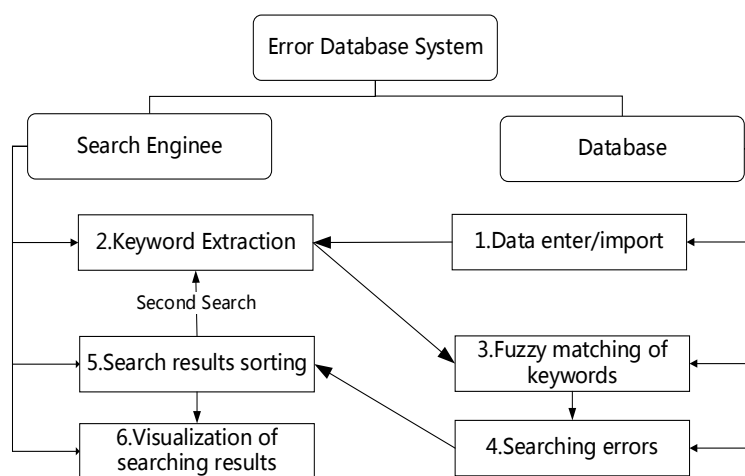 Error Database System
Search Enginee
Database
2.Keyword Extraction
1.Data enter/import
Second Search
5.Search results sorting
3.Fuzzy matching of
keywords
6.Visualization of
searching results
4.Searching errors